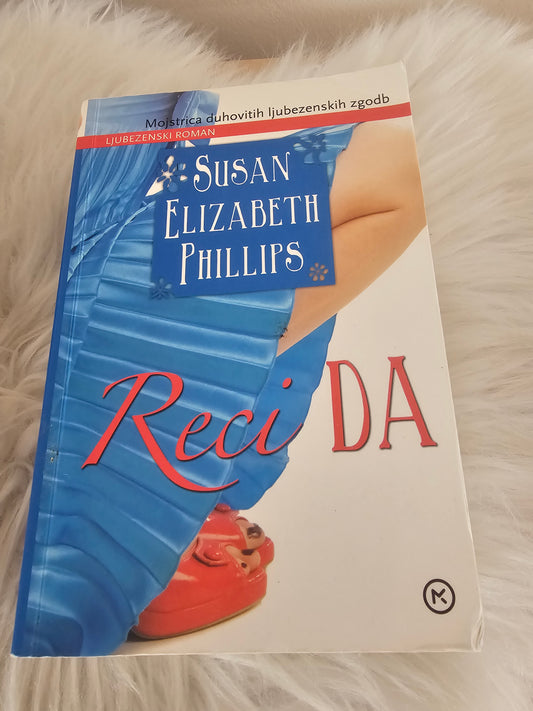 Mojstrica duhovitih ljubezenskih zgodb
LJUBEZENSKI ROMAN
SUSAN
ELIZABETH
PHILLIPS
Reci DA